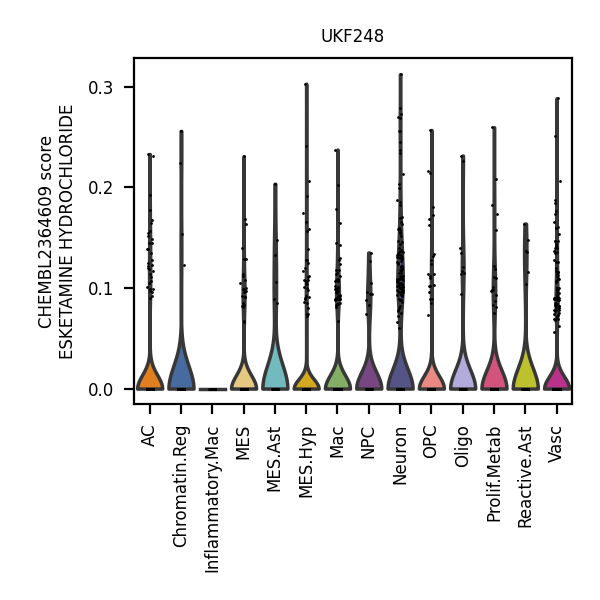 UKF248
CHEMBL2364609 score
ESKETAMINE HYDROCHLORIDE
0.3
0.2
0.1
0.0
AC
Chromatin.Reg
Inflammatory.Mac
MES
MES.Ast
MES.Hyp
Mac
NPC
Neuron
OPC
Oligo
Prolif.Metab
Reactive.Ast
Vasc